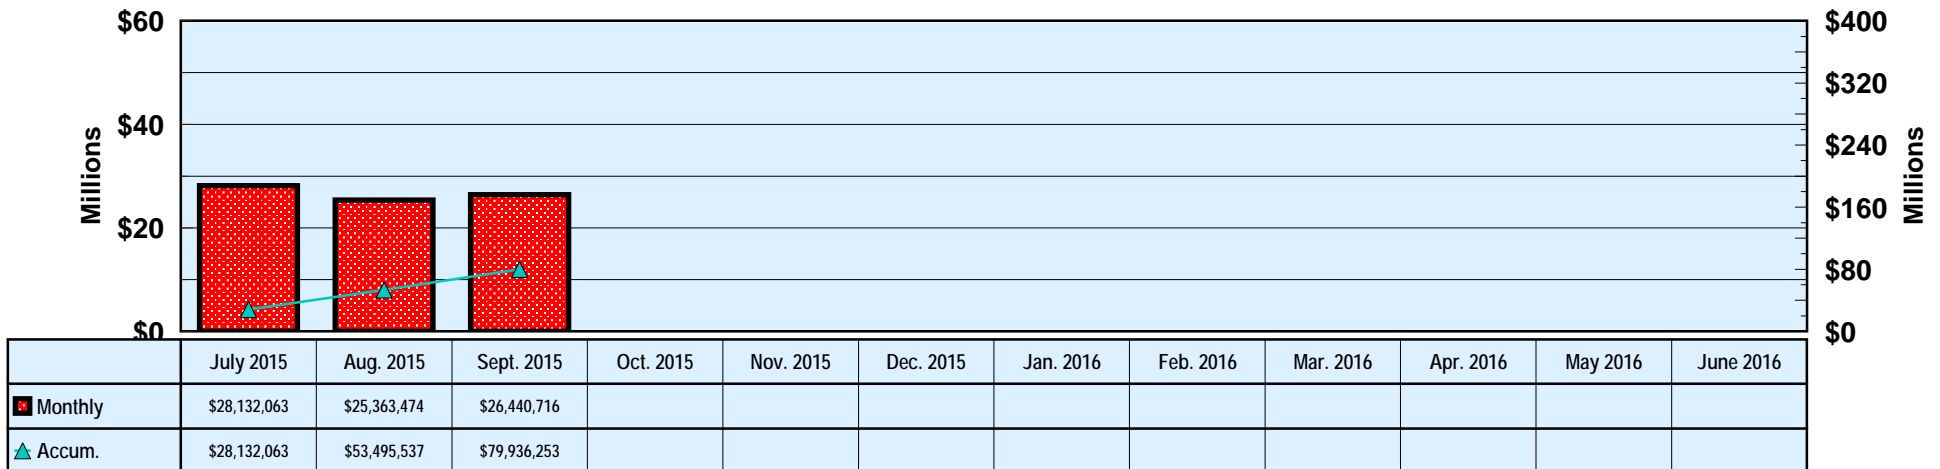 $60
$40
$20
$0
Millions
$400
$320
$240
$160
$80
$0
Millions
July 2015 Aug. 2015 Sept. 2015 Oct. 2015 Nov. 2015 Dec. 2015 Jan. 2016 Feb. 2016 Mar. 2016 Apr. 2016 May 2016 June 2016
Monthly $28,132,063 $25,363,474 $26,440,716
Accum. $28,132,063 $53,495,537 $79,936,253